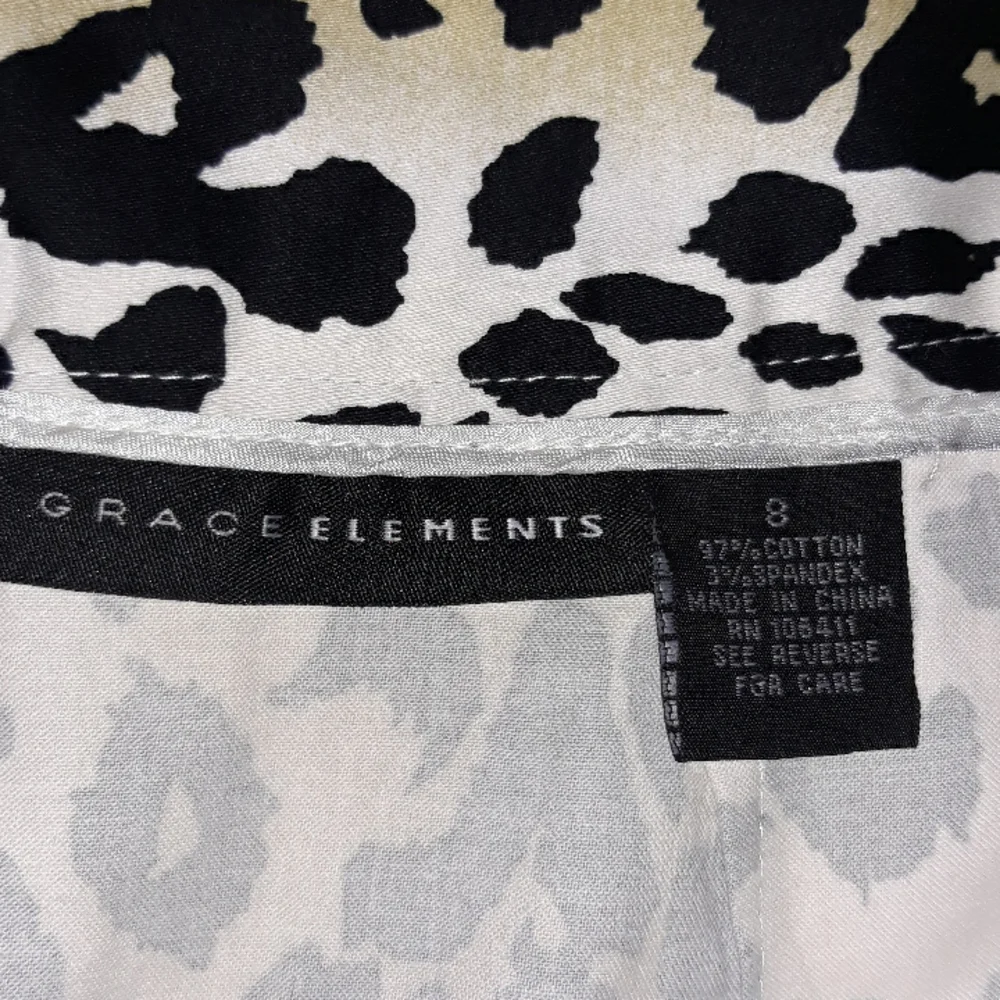 GRACE ELEMENTS
8
97% COTTON
3% SPANDEX
MADE IN CHINA
RN 106411
SEE REVERSE
FOR CARE